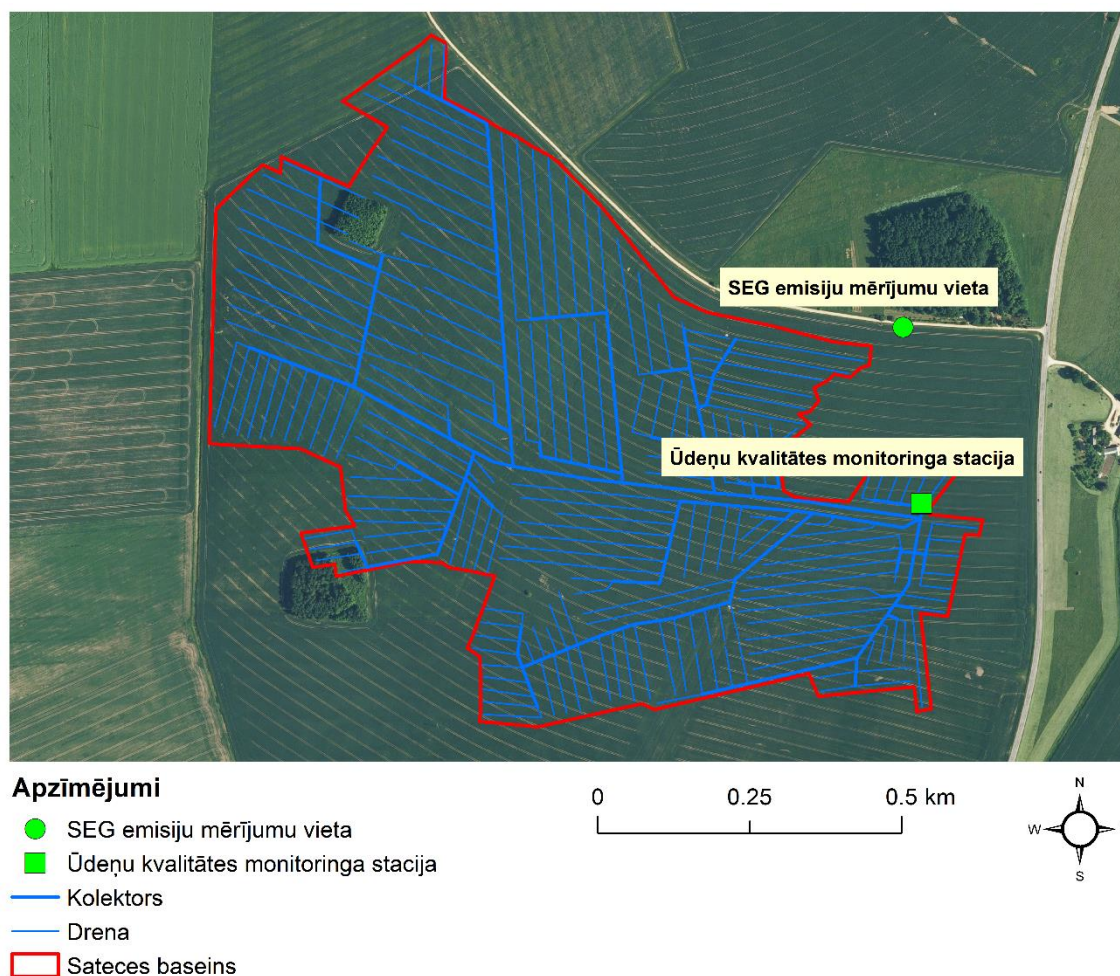 SEG emisiju mērījumu vieta
Ūdeņu kvalitātes monitoringa stacija
Apzīmējumi
SEG emisiju mērījumu vieta
Ūdeņu kvalitātes monitoringa stacija
Kolektors
Drena
Sateces baseins
0 0.25 0.5 km
N
W E
S